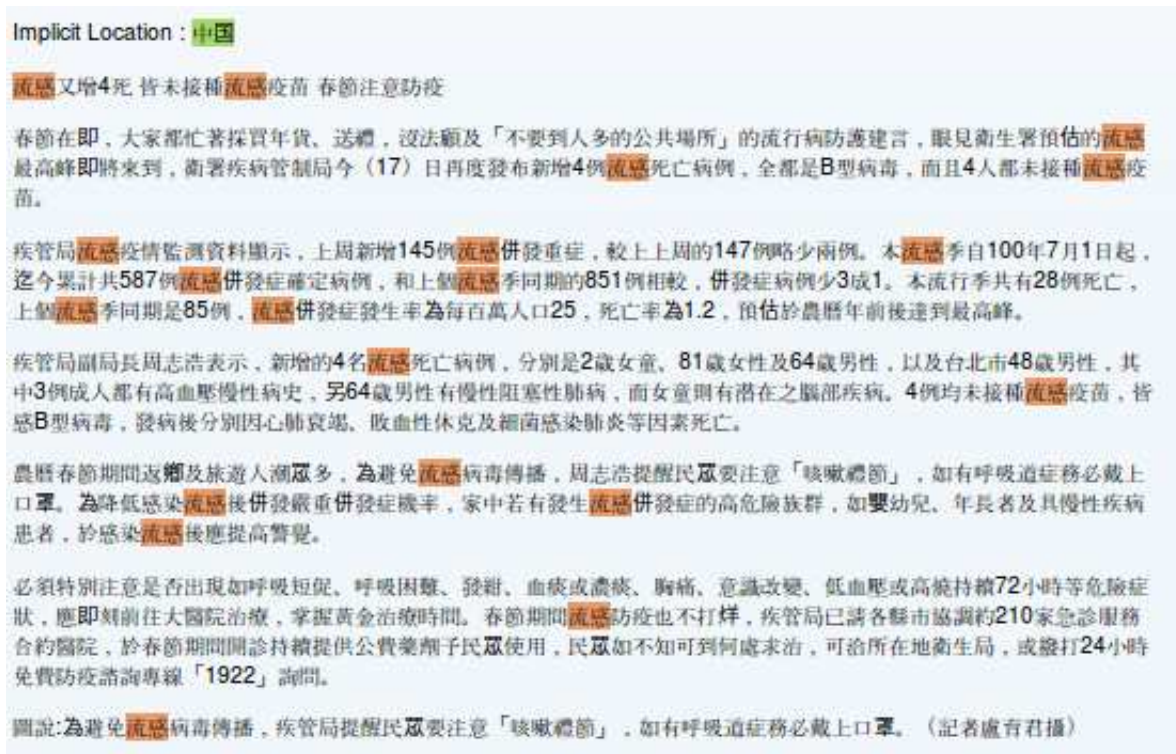 Implicit Location : 中国
流感又增4死 皆未接種流感疫苗 春節注意防疫
春節在即，大家都忙著採買年貨、送禮，沒法顧及「不要到人多的公共場所」的流行病防護建言，眼見衛生署預估的流感
最高峰即將來到，衛署疾病管制局今（17）日再度發布新增4例流感死亡病例，全都是B型病毒，而且4人都未接種流感疫
苗。
疾管局流感疫情監測資料顯示，上周新增145例流感併發重症，較上上周的147例略少兩例。本流感季自100年7月1日起，
迄今累計共587例流感併發症確定病例，和上個流感季同期的851例相較，併發症病例少3成1。本流行季共有28例死亡，
上個流感季同期是85例，流感併發症發生率為每百萬人口25，死亡率為1.2，預估於農曆年前後達到最高峰。
疾管局副局長周志浩表示，新增的4名流感死亡病例，分別是2歲女童、81歲女性及64歲男性，以及台北市48歲男性，其
中3例成人都有高血壓慢性病史，另64歲男性有慢性阻塞性肺病，而女童則有潛在之腦部疾病。4例均未接種流感疫苗，皆
感B型病毒，發病後分別因心肺衰竭、敗血性休克及細菌感染肺炎等因素死亡。
農曆春節期間返鄉及旅遊人潮眾多，為避免流感病毒傳播，周志浩提醒民眾要注意「咳嗽禮節」，如有呼吸道症務必戴上
口罩。為降低感染流感後併發嚴重併發症機率，家中若有發生流感併發症的高危險族群，如嬰幼兒、年長者及具慢性疾病
患者，於感染流感後應提高警覺。
必須特別注意是否出現如呼吸短促、呼吸困難、發紺、血痰或濃痰、胸痛、意識改變、低血壓或高燒持續72小時等危險症
狀，應即刻前往大醫院治療，掌握黃金治療時間。春節期間流感防疫也不打烊，疾管局已請各縣市協調約210家急診服務
合約醫院，於春節期間開診持續提供公費藥劑予民眾使用，民眾如不知可到何處求治，可洽所在地衛生局，或撥打24小時
免費防疫諮詢專線「1922」詢問。
圖說:為避免流感病毒傳播，疾管局提醒民眾要注意「咳嗽禮節」，如有呼吸道症務必戴上口罩。（記者盧育君攝）